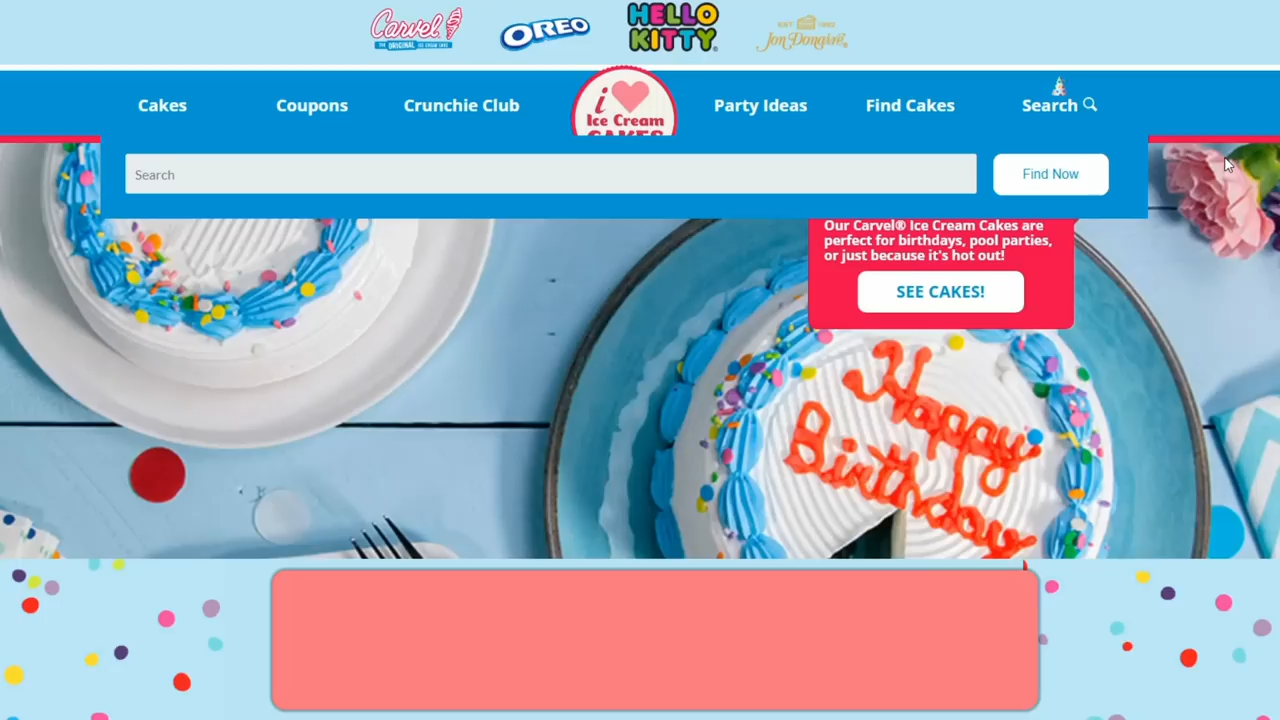 Carvel®
THE ORIGINAL ICE CREAM CAKE
OREO
HELLO
KITTY
EST 1982
Jon Donaire®
Cakes
Coupons
Crunchie Club
i
Ice Cream
CAKES
Party Ideas
Find Cakes
Search
Search
Find Now
Our Carvel® Ice Cream Cakes are
perfect for birthdays, pool parties,
or just because it's hot out!
SEE CAKES!
Happy
Birthday